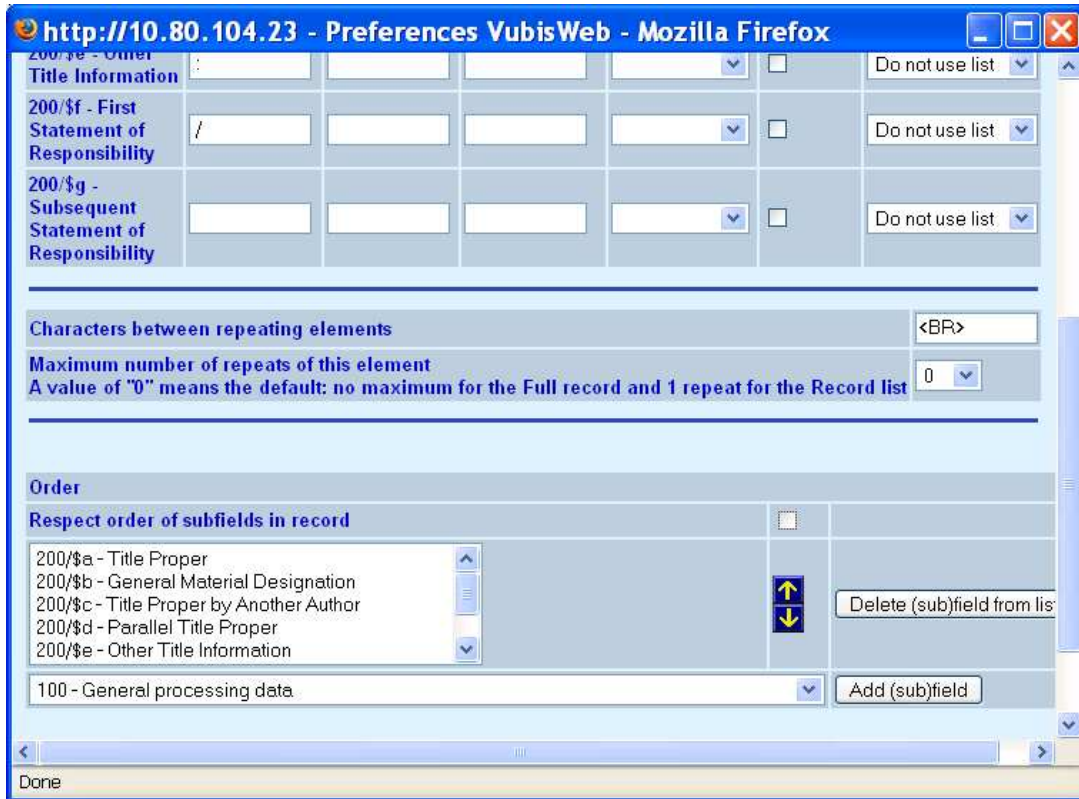 http://10.80.104.23 - Preferences VubisWeb - Mozilla Firefox
200/$e - Other
Title Information
:
Do not use list
200/$f - First
Statement of
Responsibility
/
Do not use list
200/$g -
Subsequent
Statement of
Responsibility
Do not use list
Characters between repeating elements
<BR>
Maximum number of repeats of this element
A value of "0" means the default: no maximum for the Full record and 1 repeat for the Record list
0
Order
Respect order of subfields in record
200/$a - Title Proper
200/$b - General Material Designation
200/$c - Title Proper by Another Author
200/$d - Parallel Title Proper
200/$e - Other Title Information
Delete (sub)field from lis
100 - General processing data
Add (sub)field
Done